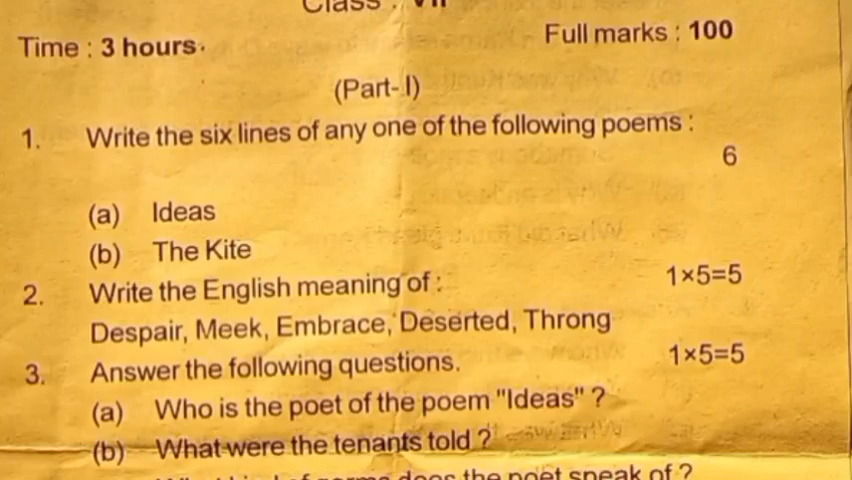 Class : VII
Time : 3 hours.
Full marks : 100
(Part- I)
1. Write the six lines of any one of the following poems :
6
(a) Ideas
(b) The Kite
2. Write the English meaning of : 1×5=5
Despair, Meek, Embrace, Deserted, Throng
3. Answer the following questions. 1×5=5
(a) Who is the poet of the poem "Ideas" ?
(b) What were the tenants told ?
does the poet speak of ?